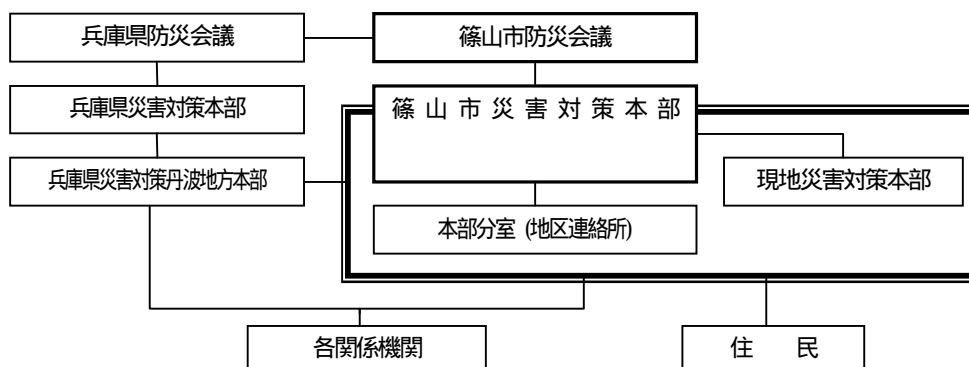 兵庫県防災会議
篠山市防災会議
兵庫県災害対策本部
篠山市災害対策本部
兵庫県災害対策丹波地方本部
現地災害対策本部
本部分室 (地区連絡所)
各関係機関
住　民